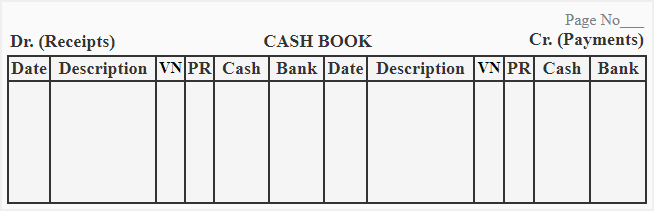 Page No___
Dr. (Receipts) CASH BOOK Cr. (Payments)
Date Description VN PR Cash Bank Date Description VN PR Cash Bank